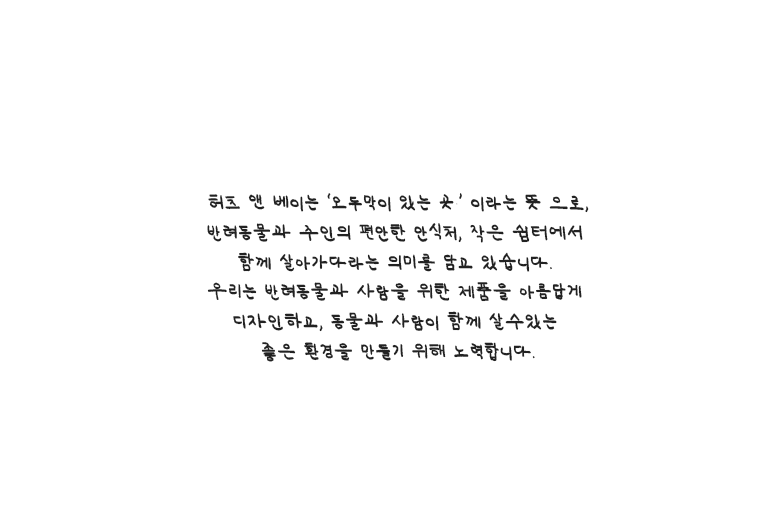 허츠 앤 베이는 '오두막이 있는 곳' 이라는 뜻 으로,
반려동물과 주인의 편안한 안식처, 작은 쉼터에서
함께 살아가다라는 의미를 담고 있습니다.
우리는 반려동물과 사람을 위한 제품을 아름답게
디자인하고, 동물과 사람이 함께 살수있는
좋은 환경을 만들기 위해 노력합니다.